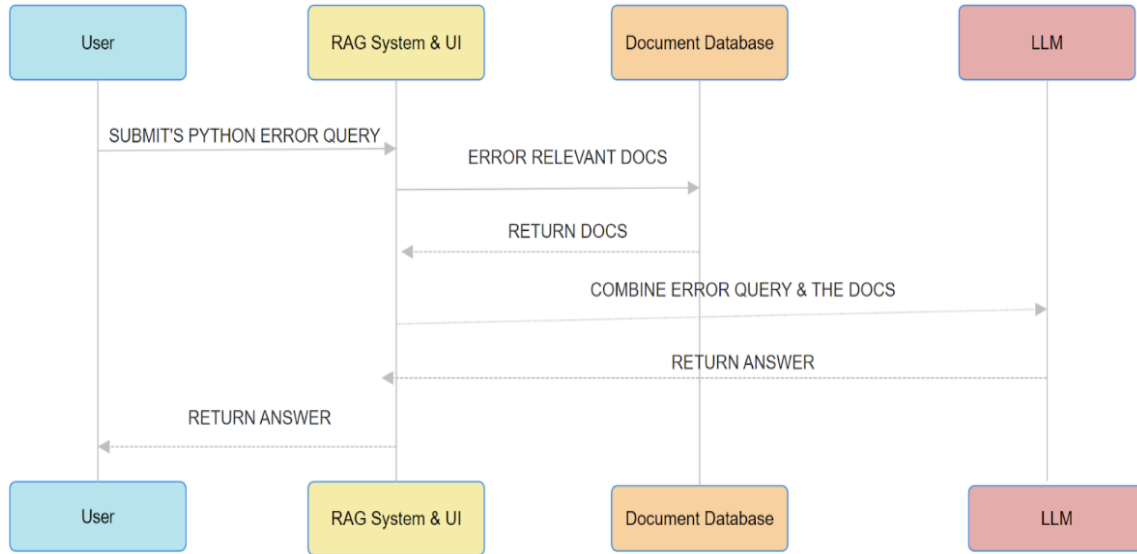 User
RAG System & UI
Document Database
LLM
SUBMIT'S PYTHON ERROR QUERY
ERROR RELEVANT DOCS
RETURN DOCS
COMBINE ERROR QUERY & THE DOCS
RETURN ANSWER
RETURN ANSWER
User
RAG System & UI
Document Database
LLM